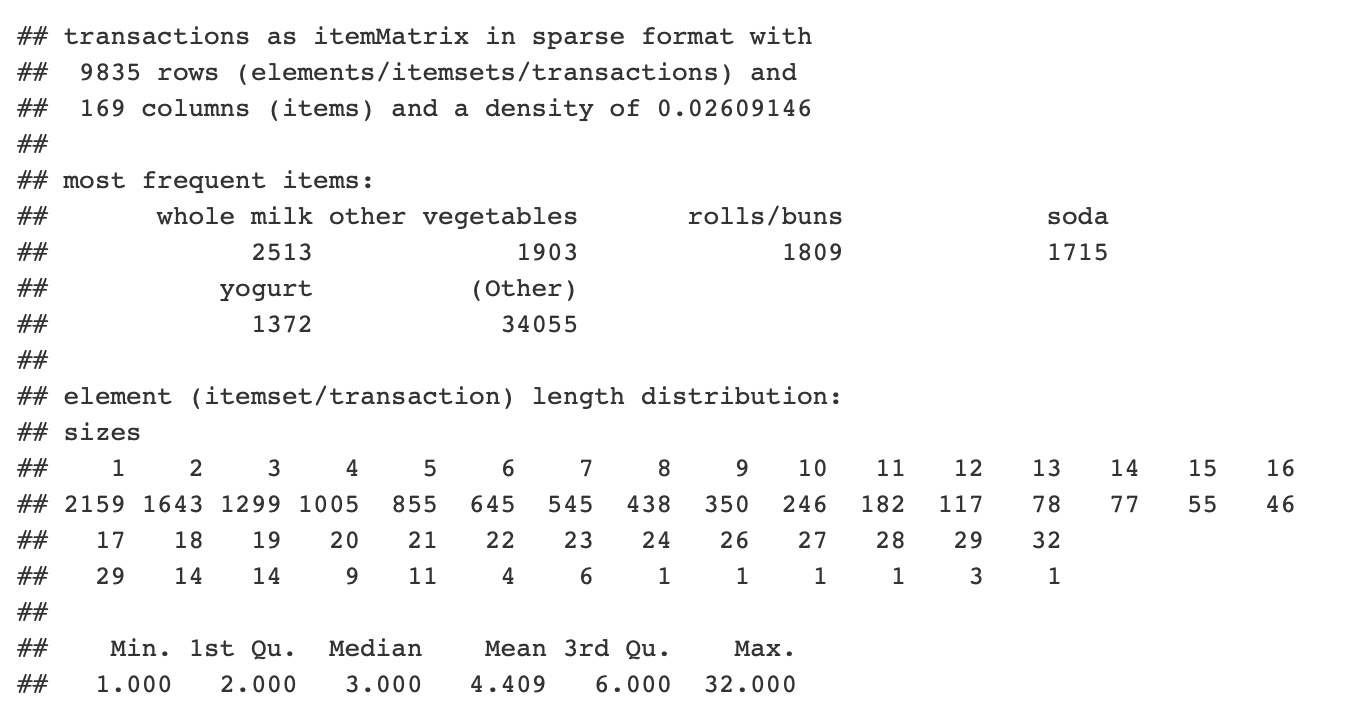 ## transactions as itemMatrix in sparse format with
##  9835 rows (elements/itemsets/transactions) and
##  169 columns (items) and a density of 0.02609146
##
## most frequent items:
##       whole milk other vegetables       rolls/buns             soda
##             2513             1903             1809             1715
##           yogurt          (Other)
##             1372            34055
##
## element (itemset/transaction) length distribution:
## sizes
##    1    2    3    4    5    6    7    8    9   10   11   12   13   14   15   16
## 2159 1643 1299 1005  855  645  545  438  350  246  182  117   78   77   55   46
##   17   18   19   20   21   22   23   24   26   27   28   29   32
##   29   14   14    9   11    4    6    1    1    1    1    3    1
##
##    Min. 1st Qu.  Median    Mean 3rd Qu.    Max.
##   1.000   2.000   3.000   4.409   6.000  32.000